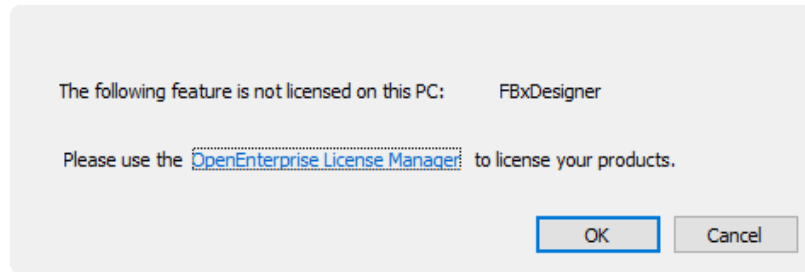 The following feature is not licensed on this PC: FBxDesigner
Please use the OpenEnterprise License Manager to license your products.
OK Cancel